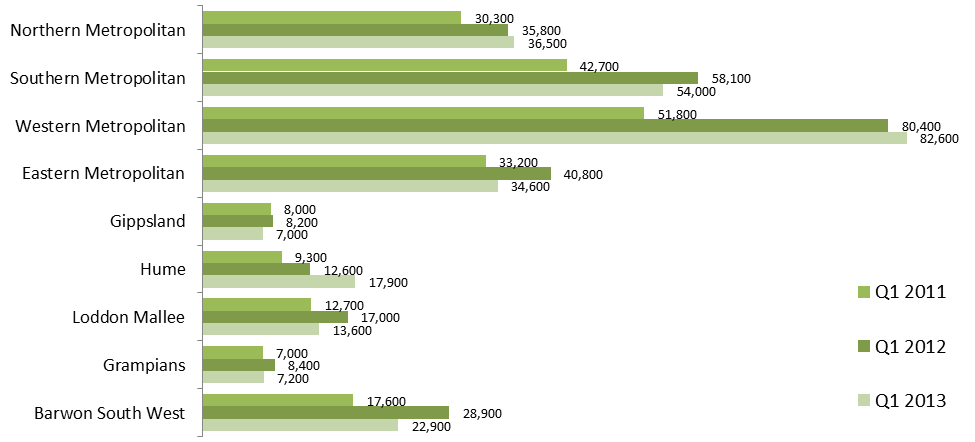 Northern Metropolitan
30,300
35,800
36,500
Southern Metropolitan
42,700
58,100
54,000
Western Metropolitan
51,800
80,400
82,600
Eastern Metropolitan
33,200
40,800
34,600
Gippsland
8,000
8,200
7,000
Hume
9,300
12,600
17,900
Loddon Mallee
12,700
17,000
13,600
Grampians
7,000
8,400
7,200
Barwon South West
17,600
28,900
22,900
Q1 2011
Q1 2012
Q1 2013